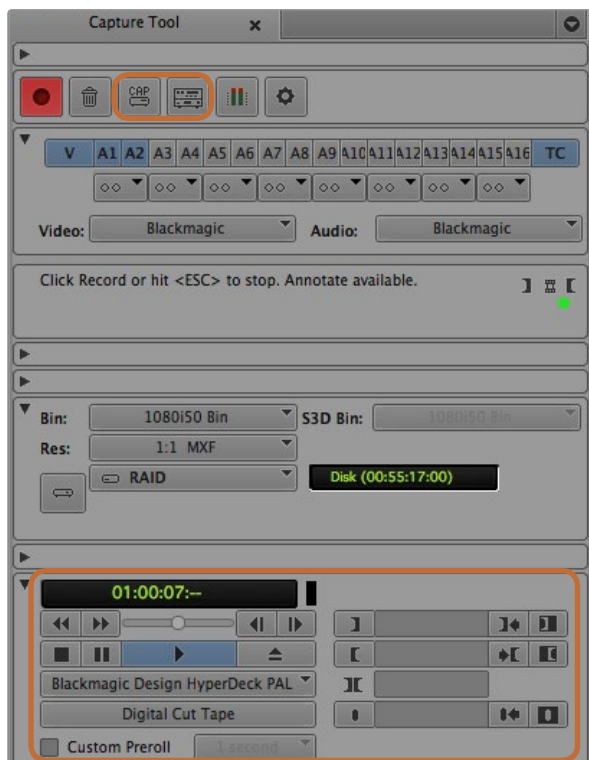 Capture Tool
CAP
V A1 A2 A3 A4 A5 A6 A7 A8 A9 A10 A11 A12 A13 A14 A15 A16 TC
Video: Blackmagic Audio: Blackmagic
Click Record or hit <ESC> to stop. Annotate available.
Bin: 1080i50 Bin S3D Bin: 1080i50 Bin
Res: 1:1 MXF
RAID Disk (00:55:17:00)
01:00:07:--
Blackmagic Design HyperDeck PAL
Digital Cut Tape
Custom Preroll 1 second